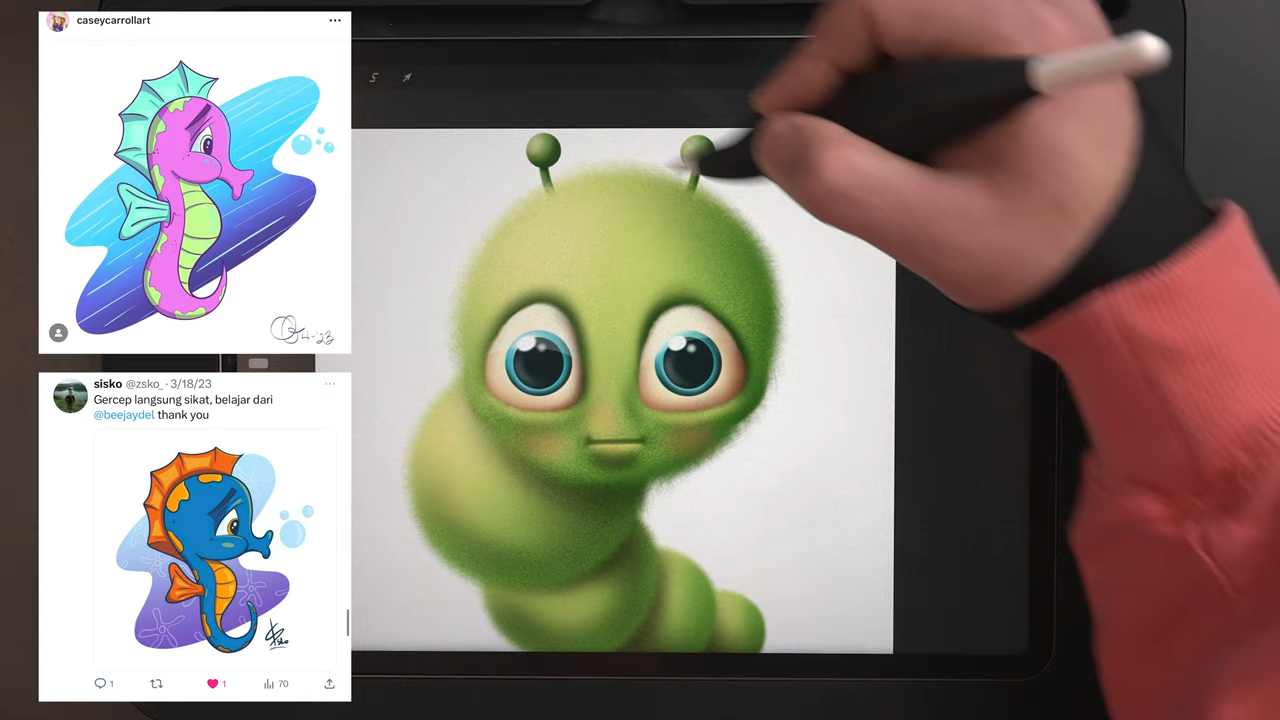 caseycarrollart
sisko @zsko_ · 3/18/23
Gercep langsung sikat, belajar dari
@beejaydel thank you
1
1
70